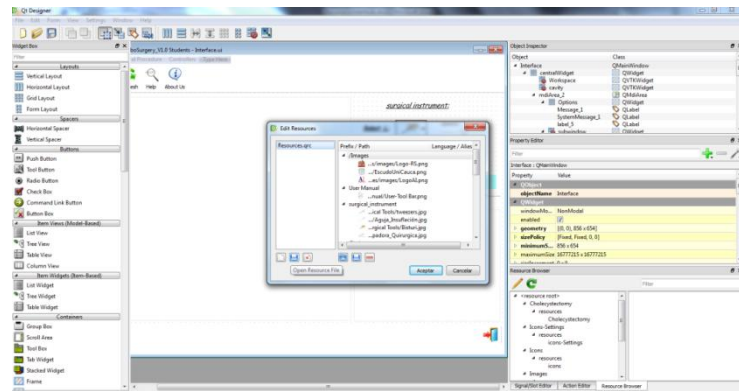 Qt Designer
File Edit Form View Settings Window Help
Widget Box
Filter
Layouts
Vertical Layout
Horizontal Layout
Grid Layout
Form Layout
Spacers
Horizontal Spacer
Vertical Spacer
Buttons
Push Button
Tool Button
Radio Button
Check Box
Command Link Button
Button Box
Item Views (Model-Based)
List View
Tree View
Table View
Column View
Item Widgets (Item-Based)
List Widget
Tree Widget
Table Widget
Containers
Group Box
Scroll Area
Tool Box
Tab Widget
Stacked Widget
Frame
Surgery_V1.0 Students - Interface.ui
Help About Us
surgical instrument:
Edit Resources
Resources.qrc
Prefix / Path Language / Alias
/Images
...s/images/Logo-PS.png
.../EscudoUniCauca.png
...es/images/LogoAI.png
User Manual
...nual/User-Tool Bar.png
surgical_instrument
...ical Tools/tweezers.jpg
.../Aguja_Insuflación.jpg
...rgical Tools/Bisturi.jpg
...padora_Quirurgica.jpg
Open Resource File
Aceptar Cancelar
Object Inspector
Object Class
Interface QMainWindow
centralWidget QWidget
Workspace QVTKWidget
cavity QVTKWidget
mdiArea_2 QMdiArea
Options QWidget
Message_1 QLabel
SystemMessage_1 QLabel
label_5 QLabel
subwindow QWidget
Property Editor
Filter
Interface : QMainWindow
Property Value
QObject
objectName Interface
QWidget
windowMo... NonModal
enabled
geometry [(0, 0), 856 x 654]
sizePolicy [Fixed, Fixed, 0, 0]
minimumS... 856 x 654
maximumSize 16777215 x 16777215
Resource Browser
Filter
<resource root>
Cholecystectomy
resources
Cholecystectomy
Icons-Settings
resources
icons-Settings
Icons
resources
icons
Images
Signal/Slot Editor Action Editor Resource Browser